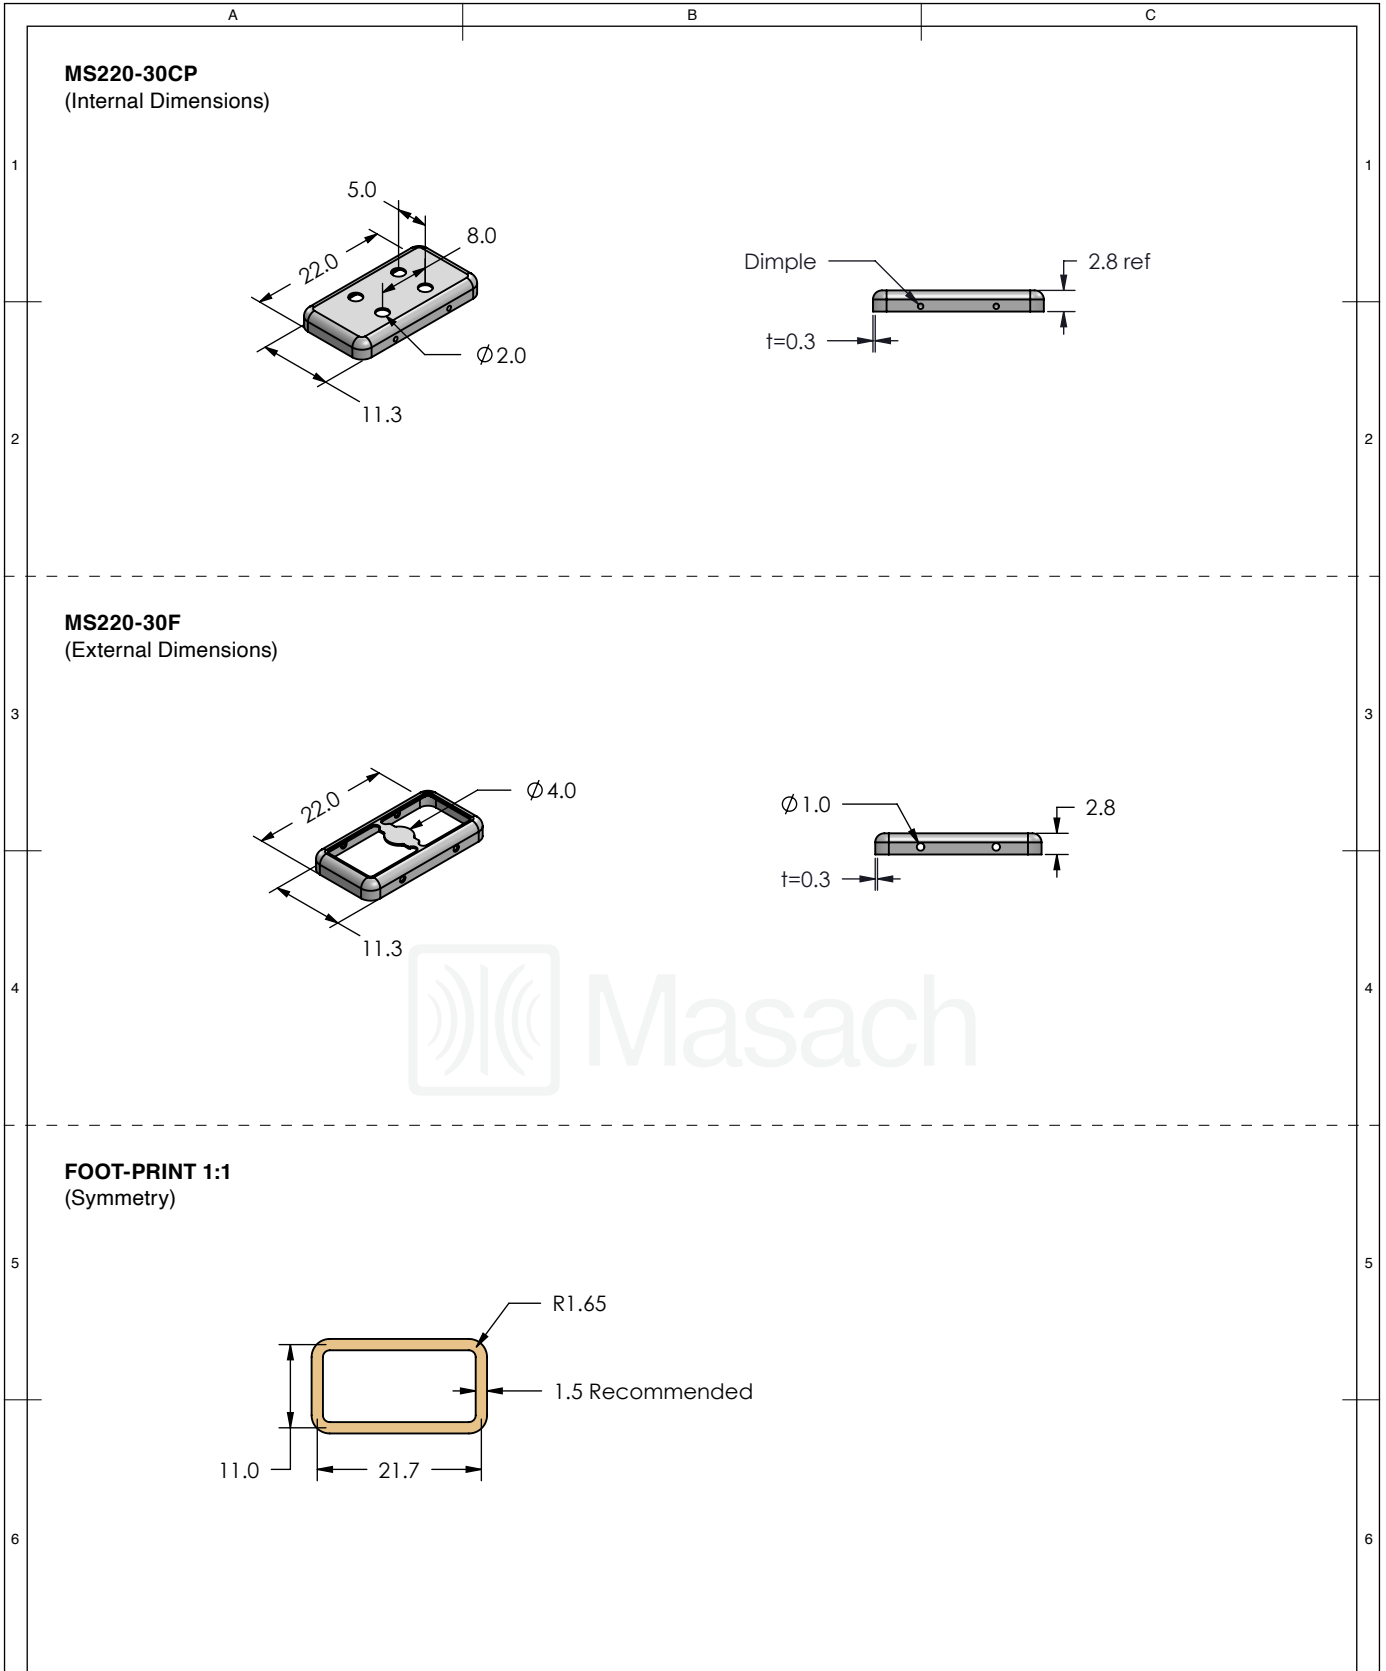 A B C
MS220-30CP
(Internal Dimensions)
1 1
5.0
8.0
22.0
Dimple
2.8 ref
t=0.3
Ø2.0
11.3
2 2
MS220-30F
(External Dimensions)
3 3
22.0
Ø4.0
Ø1.0
2.8
t=0.3
11.3
4 4
Masach
FOOT-PRINT 1:1
(Symmetry)
5 5
R1.65
1.5 Recommended
11.0
21.7
6 6